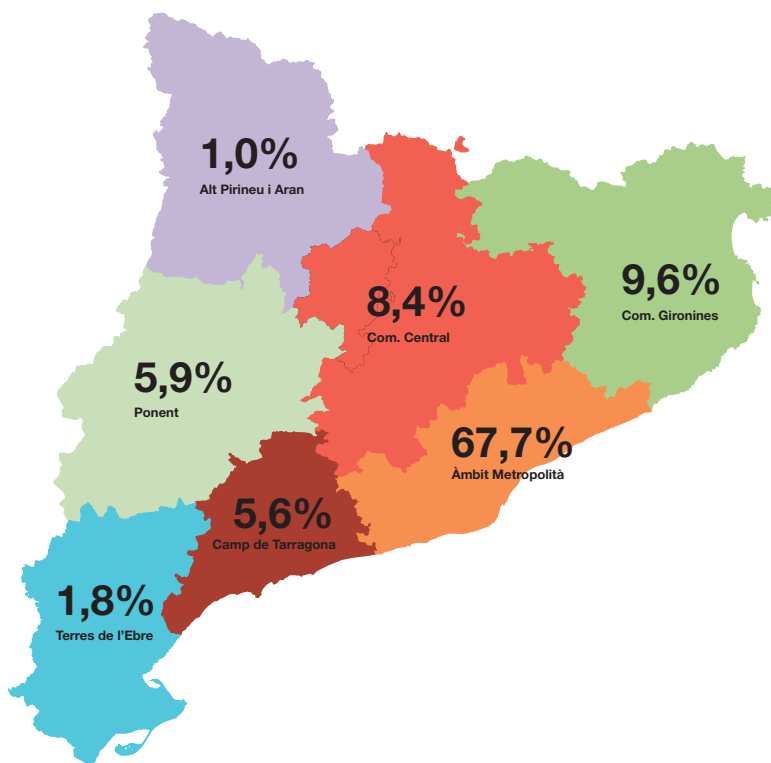 1,0%
Alt Pirineu i Aran
9,6%
Com. Gironines
8,4%
Com. Central
5,9%
Ponent
67,7%
Àmbit Metropolità
5,6%
Camp de Tarragona
1,8%
Terres de l’Ebre